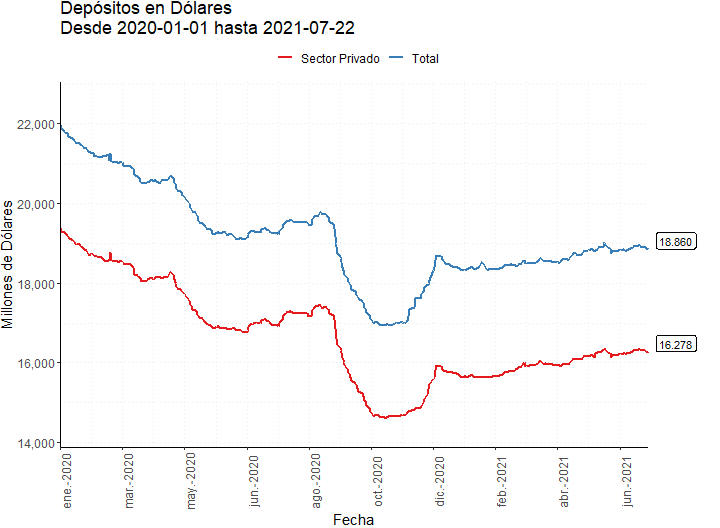 Depósitos en Dólares
Desde 2020-01-01 hasta 2021-07-22
Sector Privado Total
Millones de Dólares
22,000
20,000
18,000
16,000
14,000
18.860
16.278
ene.-2020
mar.-2020
may.-2020
jun.-2020
ago.-2020
oct.-2020
dic.-2020
feb.-2021
abr.-2021
jun.-2021
Fecha